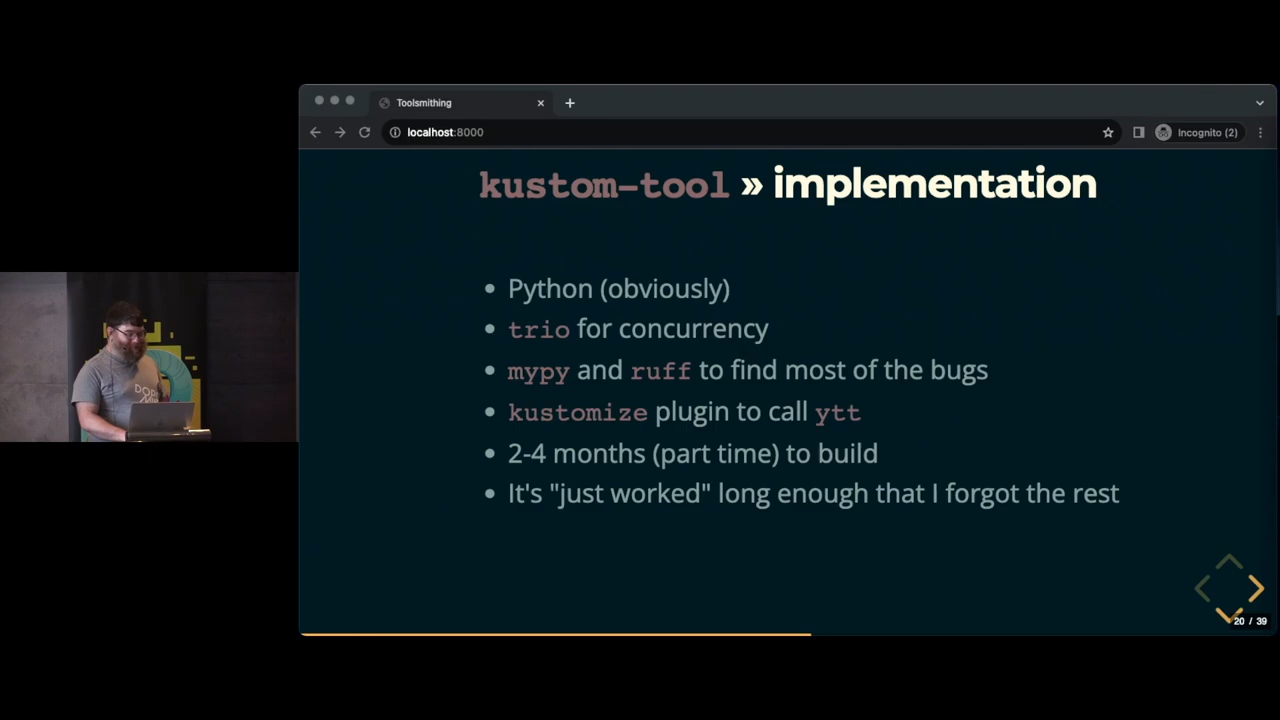 Toolsmithing
localhost:8000
Incognito (2)
kustom-tool » implementation
Python (obviously)
trio for concurrency
mypy and ruff to find most of the bugs
kustomize plugin to call ytt
2-4 months (part time) to build
It's "just worked" long enough that I forgot the rest
20 / 39